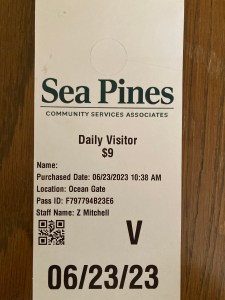 Sea Pines
COMMUNITY SERVICES ASSOCIATES
Daily Visitor
$9
Name:
Purchased Date: 06/23/2023 10:38 AM
Location: Ocean Gate
Pass ID: F797794B23E6
Staff Name: Z Mitchell
V
06/23/23